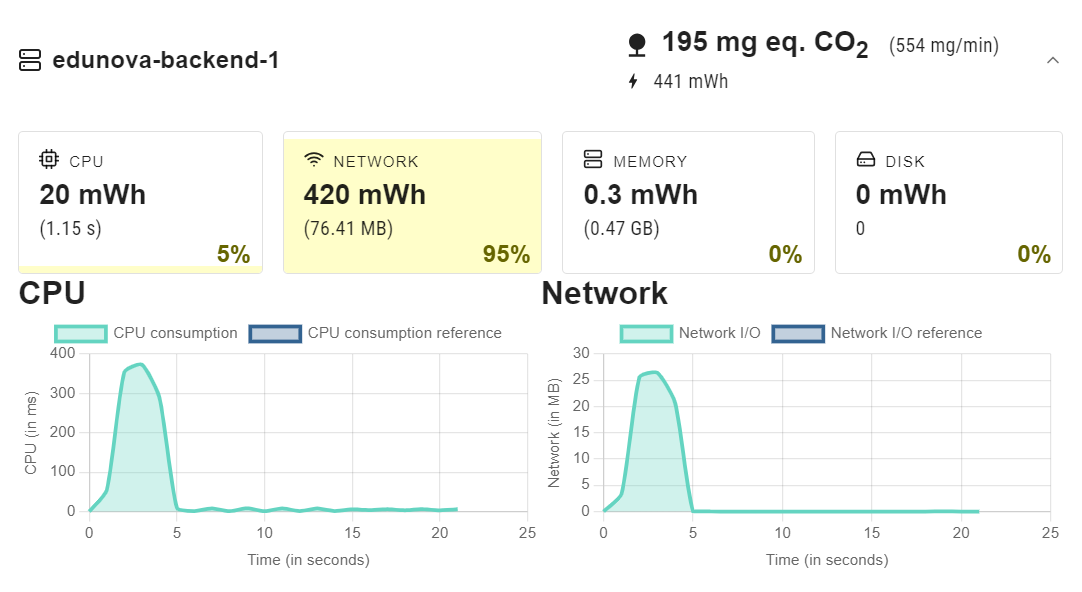 edunova-backend-1
195 mg eq. CO2 (554 mg/min)
441 mWh
CPU
20 mWh
(1.15 s)
5%
NETWORK
420 mWh
(76.41 MB)
95%
MEMORY
0.3 mWh
(0.47 GB)
0%
DISK
0 mWh
0
0%
CPU
CPU consumption CPU consumption reference
CPU (in ms)
400
300
200
100
0
0 5 10 15 20 25
Time (in seconds)
Network
Network I/O Network I/O reference
Network (in MB)
30
25
20
15
10
5
0
0 5 10 15 20 25
Time (in seconds)